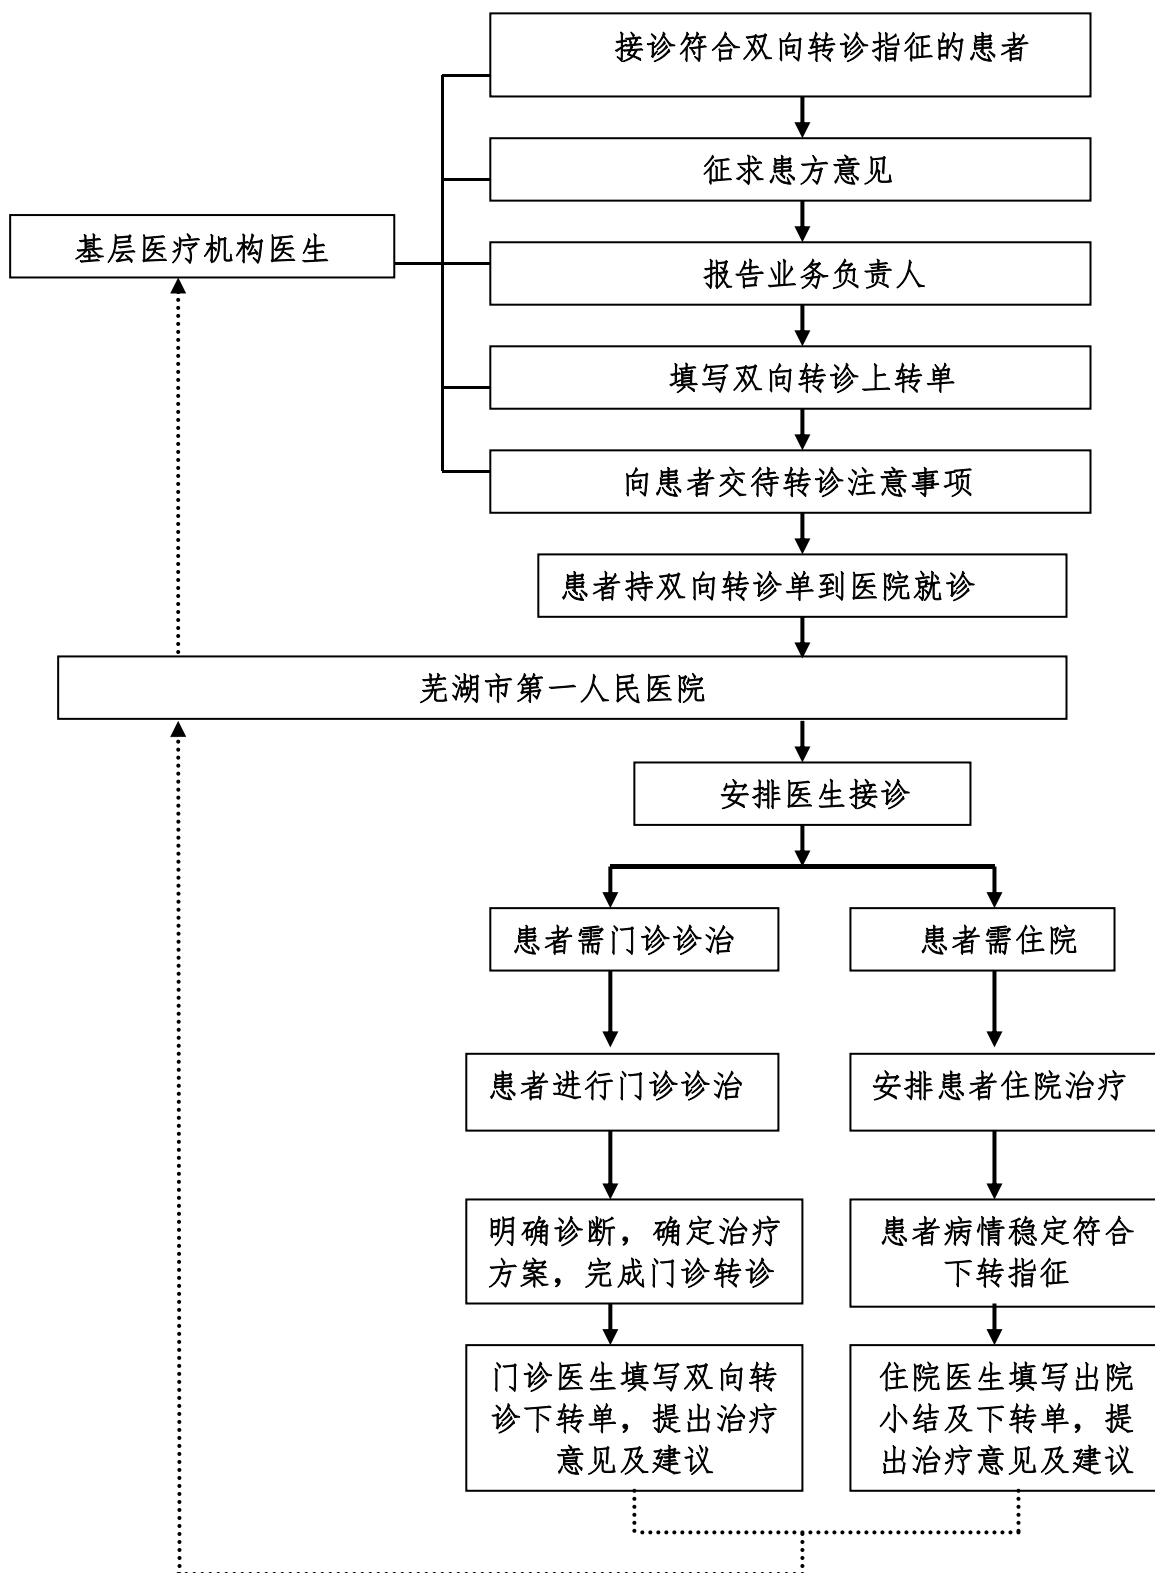 接诊符合双向转诊指征的患者
征求患方意见
基层医疗机构医生
报告业务负责人
填写双向转诊上转单
向患者交待转诊注意事项
患者持双向转诊单到医院就诊
芜湖市第一人民医院
安排医生接诊
患者需门诊诊治
患者需住院
患者进行门诊诊治
安排患者住院治疗
明确诊断，确定治疗
方案，完成门诊转诊
患者病情稳定符合
下转指征
门诊医生填写双向转
诊下转单，提出治疗
意见及建议
住院医生填写出院
小结及下转单，提
出治疗意见及建议